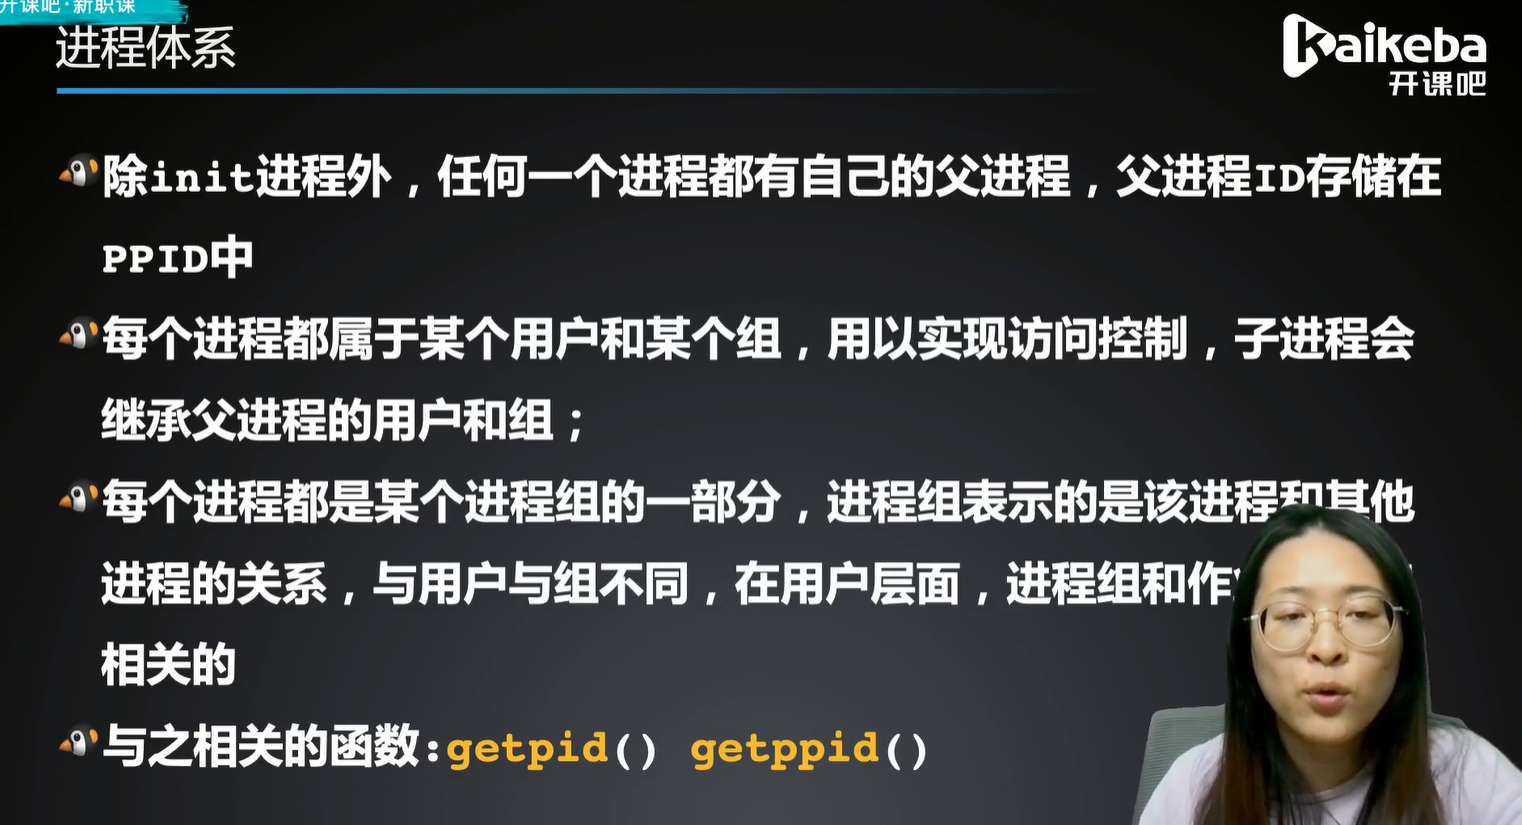 开课吧·新职课
进程体系
Kaikeba
开课吧
除init进程外，任何一个进程都有自己的父进程，父进程ID存储在
PPID中
每个进程都属于某个用户和某个组，用以实现访问控制，子进程会
继承父进程的用户和组；
每个进程都是某个进程组的一部分，进程组表示的是该进程和其他
进程的关系，与用户与组不同，在用户层面，进程组和作
相关的
与之相关的函数:getpid() getppid()